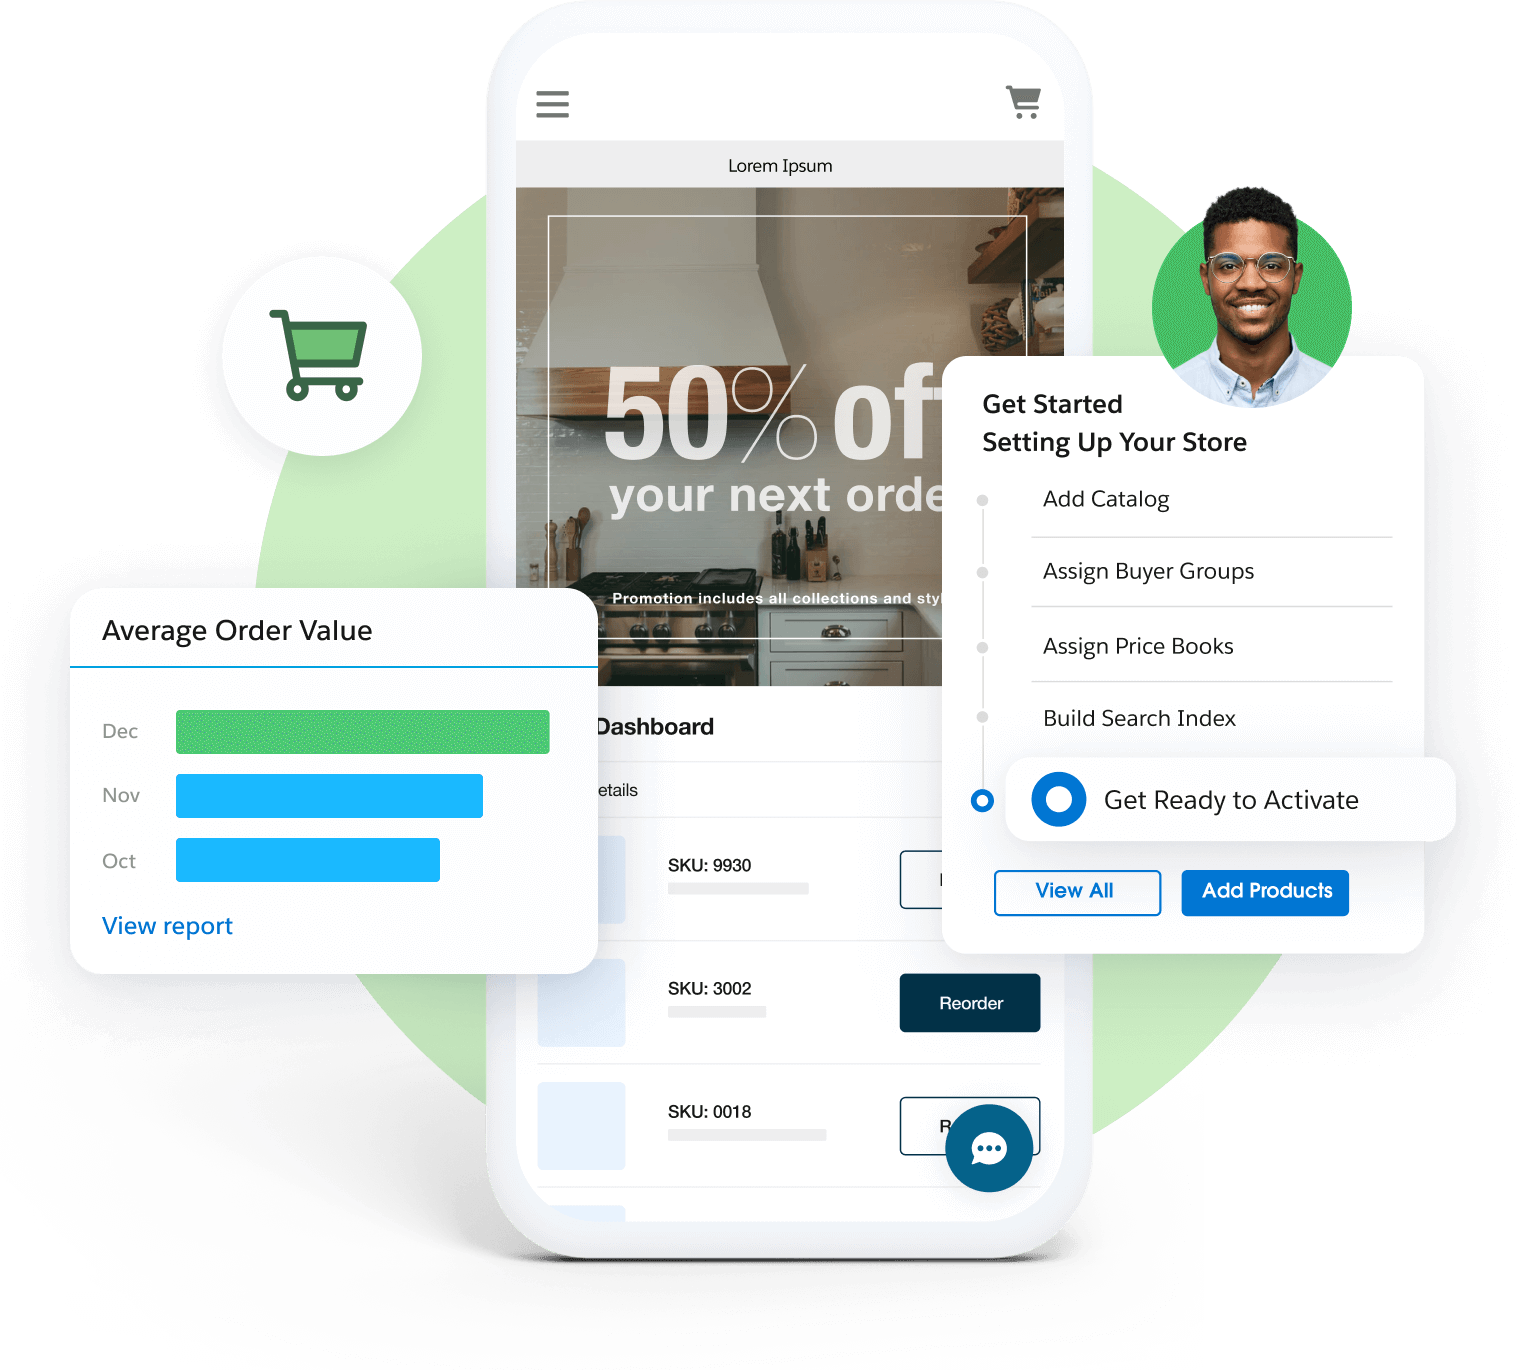 Lorem Ipsum
50% of
your next orde
Promotion includes all collections and sty
Get Started
Setting Up Your Store
Add Catalog
Assign Buyer Groups
Assign Price Books
Build Search Index
Get Ready to Activate
View All
Add Products
Average Order Value
Dec
Nov
Oct
View report
Dashboard
etails
SKU: 9930
SKU: 3002
Reorder
SKU: 0018
R